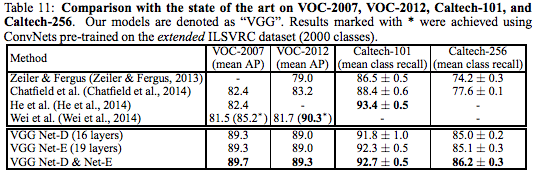 Table 11: Comparison with the state of the art on VOC-2007, VOC-2012, Caltech-101, and
Caltech-256. Our models are denoted as “VGG”. Results marked with * were achieved using
ConvNets pre-trained on the extended ILSVRC dataset (2000 classes).
Method VOC-2007 (mean AP) VOC-2012 (mean AP) Caltech-101 (mean class recall) Caltech-256 (mean class recall)
Zeiler & Fergus (Zeiler & Fergus, 2013) - 79.0 86.5 ± 0.5 74.2 ± 0.3
Chatfield et al. (Chatfield et al., 2014) 82.4 83.2 88.4 ± 0.6 77.6 ± 0.1
He et al. (He et al., 2014) 82.4 - 93.4 ± 0.5 -
Wei et al. (Wei et al., 2014) 81.5 (85.2*) 81.7 (90.3*) - -
VGG Net-D (16 layers) 89.3 89.0 91.8 ± 1.0 85.0 ± 0.2
VGG Net-E (19 layers) 89.3 89.0 92.3 ± 0.5 85.1 ± 0.3
VGG Net-D & Net-E 89.7 89.3 92.7 ± 0.5 86.2 ± 0.3